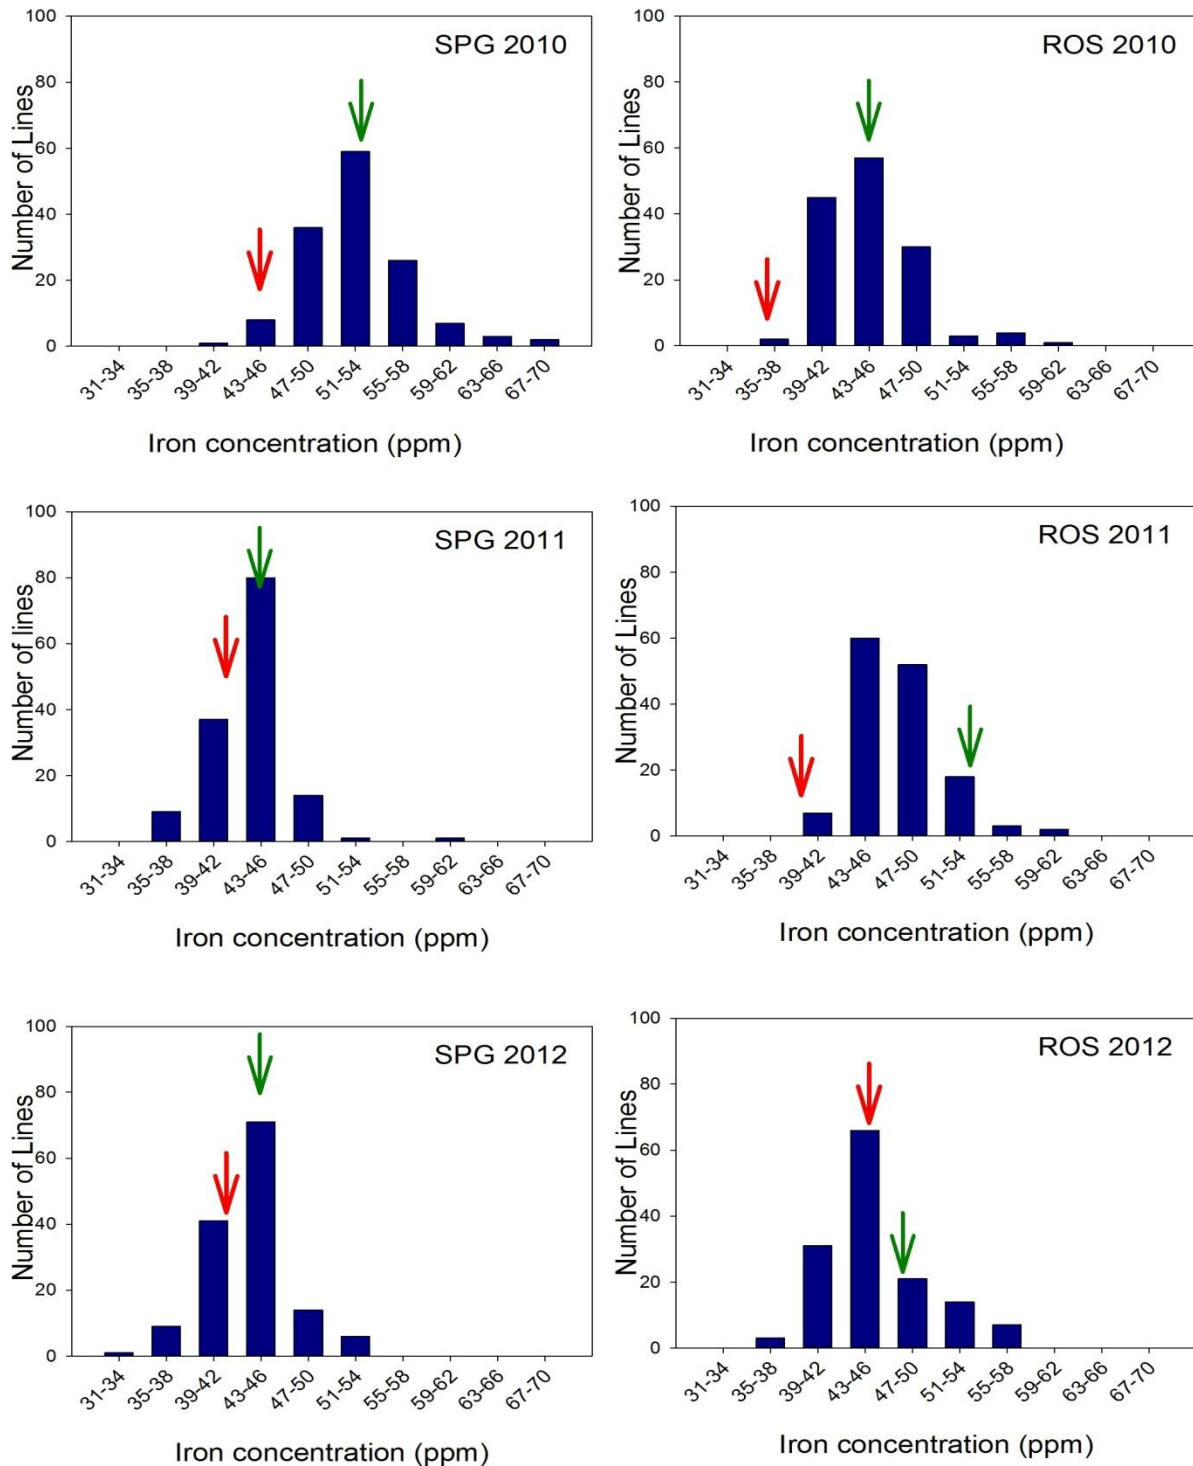 SPG 2010
Number of Lines
100
80
60
40
20
0
31-34 35-38 39-42 43-46 47-50 51-54 55-58 59-62 63-66 67-70
Iron concentration (ppm)
ROS 2010
Number of Lines
100
80
60
40
20
0
31-34 35-38 39-42 43-46 47-50 51-54 55-58 59-62 63-66 67-70
Iron concentration (ppm)
SPG 2011
Number of lines
100
80
60
40
20
0
31-34 35-38 39-42 43-46 47-50 51-54 55-58 59-62 63-66 67-70
Iron concentration (ppm)
ROS 2011
Number of Lines
100
80
60
40
20
0
31-34 35-38 39-42 43-46 47-50 51-54 55-58 59-62 63-66 67-70
Iron concentration (ppm)
SPG 2012
Number of Lines
100
80
60
40
20
0
31-34 35-38 39-42 43-46 47-50 51-54 55-58 59-62 63-66 67-70
Iron concentration (ppm)
ROS 2012
Number of Lines
100
80
60
40
20
0
31-34 35-38 39-42 43-46 47-50 51-54 55-58 59-62 63-66 67-70
Iron concentration (ppm)